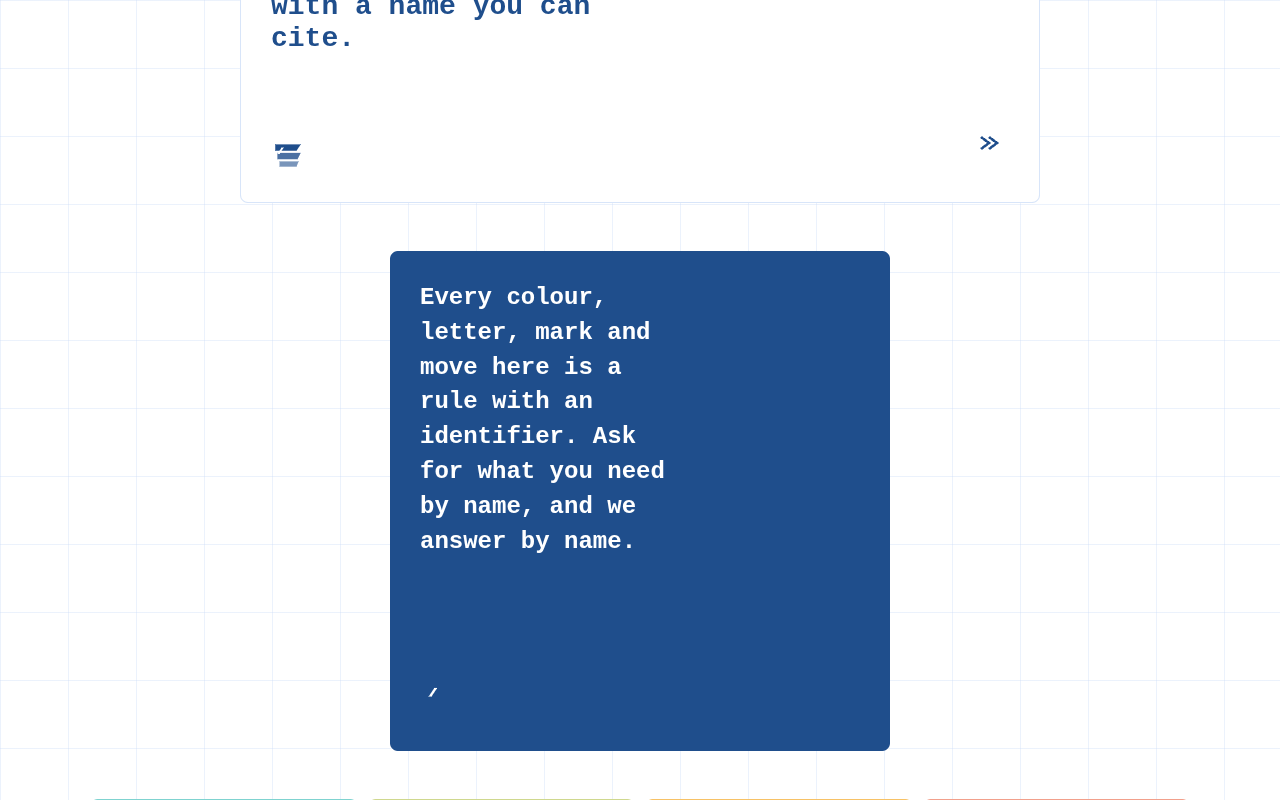 with a name you can
cite.
Every colour,
letter, mark and
move here is a
rule with an
identifier. Ask
for what you need
by name, and we
answer by name.